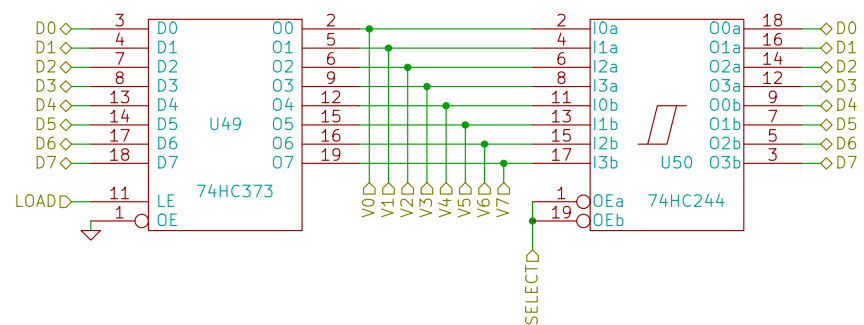 D0 3 D0 O0 2 2 I0a O0a 18 D0
D1 4 D1 O1 5 4 I1a O1a 16 D1
D2 7 D2 O2 6 6 I2a O2a 14 D2
D3 8 D3 O3 9 8 I3a O3a 12 D3
D4 13 D4 O4 12 11 I0b O0b 9 D4
D5 14 D5 U49 O5 15 13 I1b O1b 7 D5
D6 17 D6 O6 16 15 I2b O2b 5 D6
D7 18 D7 O7 19 17 I3b U50 O3b 3 D7
LOAD 11 LE 74HC373 V0 V1 V2 V3 V4 V5 V6 V7 1 OEa 74HC244
1 OE 19 OEb
SELECT